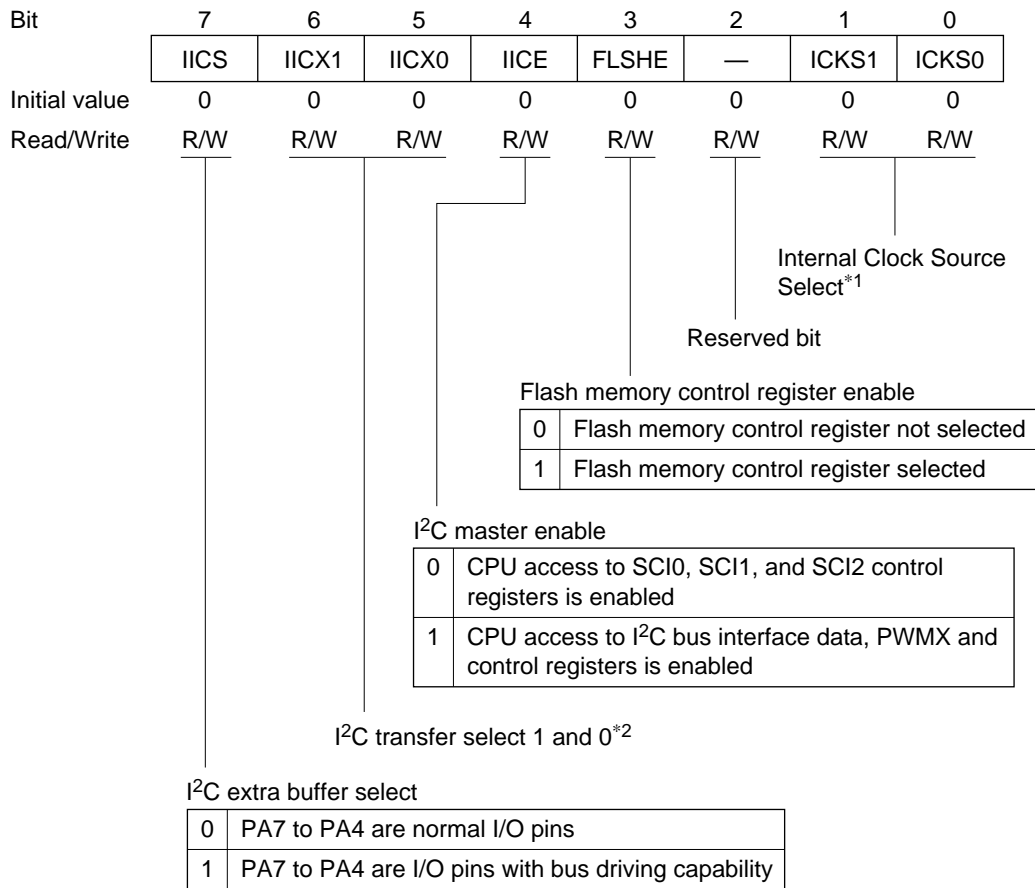 Bit 7 6 5 4 3 2 1 0
IICS IICX1 IICX0 IICE FLSHE — ICKS1 ICKS0
Initial value 0 0 0 0 0 0 0 0
Read/Write R/W R/W R/W R/W R/W R/W R/W R/W
Internal Clock Source
Select*1
Reserved bit
Flash memory control register enable
0 Flash memory control register not selected
1 Flash memory control register selected
I2C master enable
0 CPU access to SCI0, SCI1, and SCI2 control
registers is enabled
1 CPU access to I2C bus interface data, PWMX and
control registers is enabled
I2C transfer select 1 and 0*2
I2C extra buffer select
0 PA7 to PA4 are normal I/O pins
1 PA7 to PA4 are I/O pins with bus driving capability